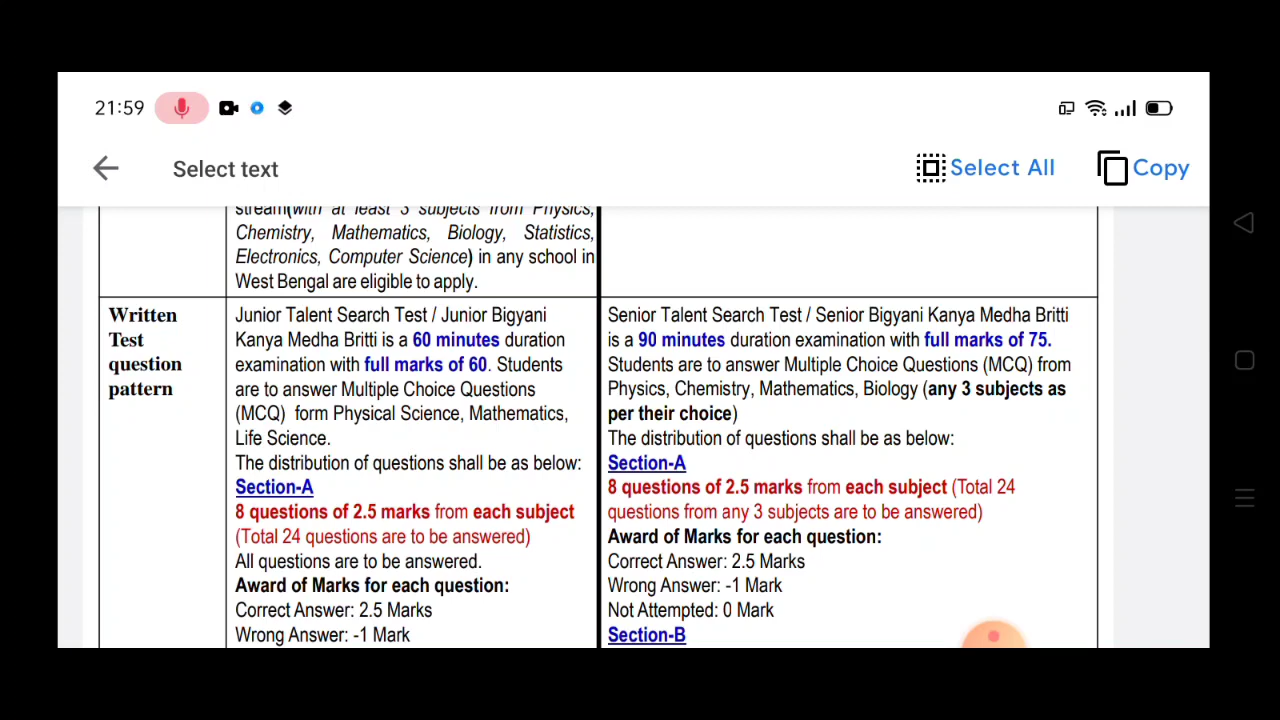 21:59
Select text
Select All
Copy
stream(with at least 3 subjects from Physics,
Chemistry, Mathematics, Biology, Statistics,
Electronics, Computer Science) in any school in
West Bengal are eligible to apply.
Written
Test
question
pattern
Junior Talent Search Test / Junior Bigyani
Kanya Medha Britti is a 60 minutes duration
examination with full marks of 60. Students
are to answer Multiple Choice Questions
(MCQ) form Physical Science, Mathematics,
Life Science.
The distribution of questions shall be as below:
Section-A
8 questions of 2.5 marks from each subject
(Total 24 questions are to be answered)
All questions are to be answered.
Award of Marks for each question:
Correct Answer: 2.5 Marks
Wrong Answer: -1 Mark
Senior Talent Search Test / Senior Bigyani Kanya Medha Britti
is a 90 minutes duration examination with full marks of 75.
Students are to answer Multiple Choice Questions (MCQ) from
Physics, Chemistry, Mathematics, Biology (any 3 subjects as
per their choice)
The distribution of questions shall be as below:
Section-A
8 questions of 2.5 marks from each subject (Total 24
questions from any 3 subjects are to be answered)
Award of Marks for each question:
Correct Answer: 2.5 Marks
Wrong Answer: -1 Mark
Not Attempted: 0 Mark
Section-B